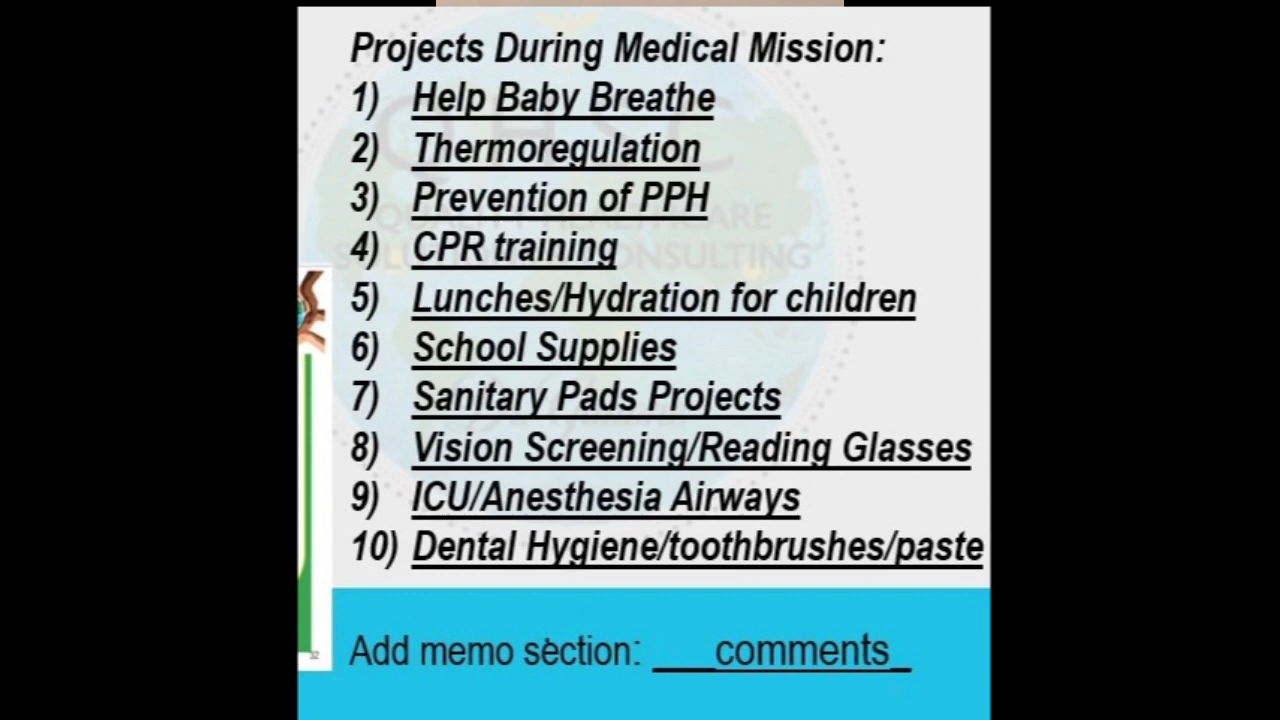 Projects During Medical Mission:
1) Help Baby Breathe
2) Thermoregulation
3) Prevention of PPH
4) CPR training
5) Lunches/Hydration for children
6) School Supplies
7) Sanitary Pads Projects
8) Vision Screening/Reading Glasses
9) ICU/Anesthesia Airways
10) Dental Hygiene/toothbrushes/paste
Add memo section: ___comments_
32